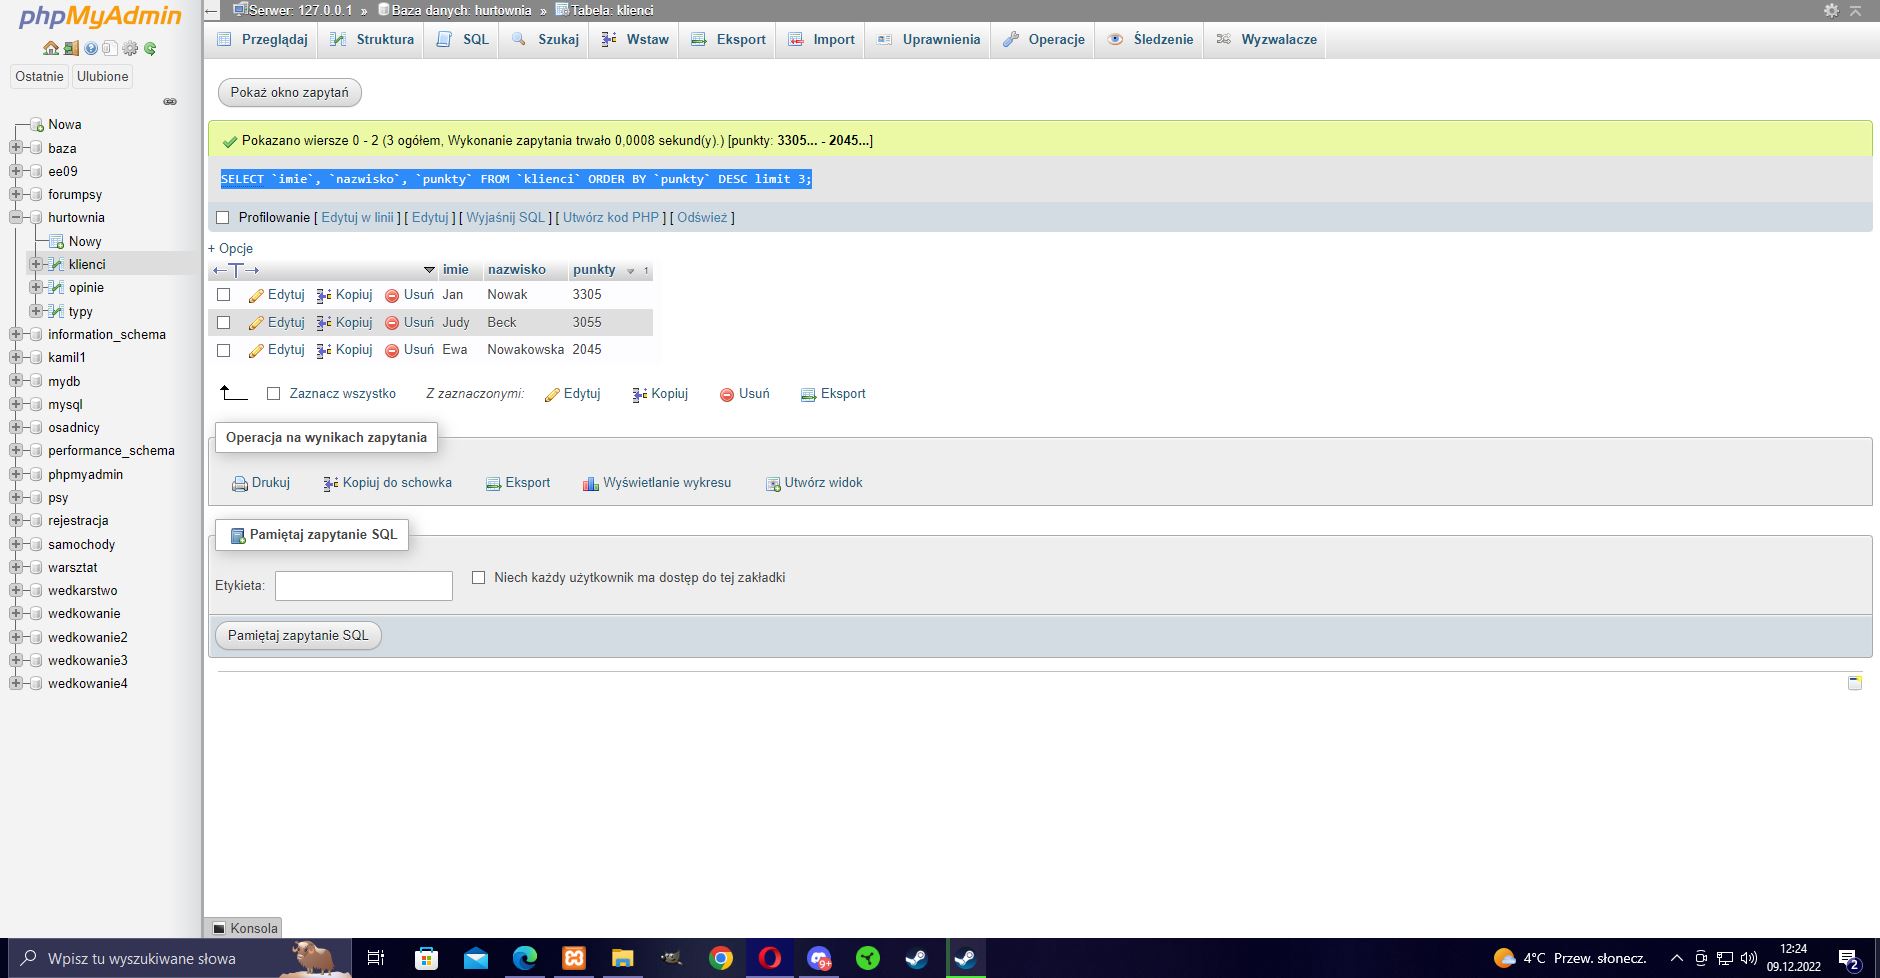 phpMyAdmin
Ostatnie Ulubione
Nowa
baza
ee09
forumpsy
hurtownia
Nowy
klienci
opinie
typy
information_schema
kamil1
mydb
mysql
osadnicy
performance_schema
phpmyadmin
psy
rejestracja
samochody
warsztat
wedkarstwo
wedkowanie
wedkowanie2
wedkowanie3
wedkowanie4
Serwer: 127.0.0.1 » Baza danych: hurtownia » Tabela: klienci
Przeglądaj Struktura SQL Szukaj Wstaw Eksport Import Uprawnienia Operacje Śledzenie Wyzwalacze
Pokaż okno zapytań
Pokazano wiersze 0 - 2 (3 ogółem, Wykonanie zapytania trwało 0,0008 sekund(y).) [punkty: 3305... - 2045...]
SELECT `imie`, `nazwisko`, `punkty` FROM `klienci` ORDER BY `punkty` DESC limit 3;
Profilowanie [ Edytuj w linii ] [ Edytuj ] [ Wyjaśnij SQL ] [ Utwórz kod PHP ] [ Odśwież ]
+ Opcje
←T→ imie nazwisko punkty 1
Edytuj Kopiuj Usuń Jan Nowak 3305
Edytuj Kopiuj Usuń Judy Beck 3055
Edytuj Kopiuj Usuń Ewa Nowakowska 2045
Zaznacz wszystko Z zaznaczonymi: Edytuj Kopiuj Usuń Eksport
Operacja na wynikach zapytania
Drukuj Kopiuj do schowka Eksport Wyświetlanie wykresu Utwórz widok
Pamiętaj zapytanie SQL
Etykieta: Niech każdy użytkownik ma dostęp do tej zakładki
Pamiętaj zapytanie SQL
Konsola
Wpisz tu wyszukiwane słowa
9+
4°C Przew. słonecz.
12:24
09.12.2022
2